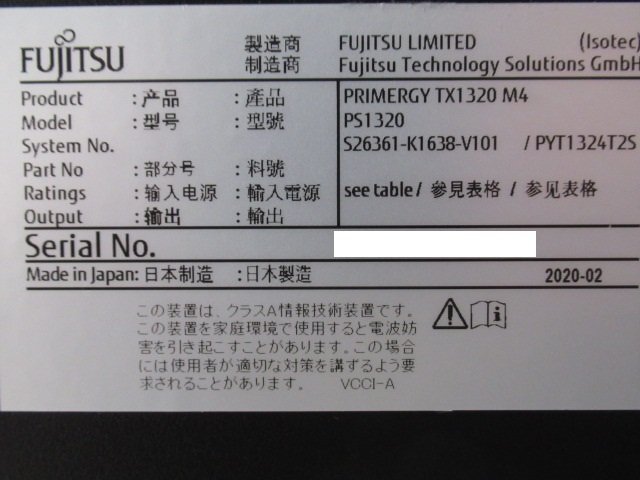 FUJITSU
製造商 FUJITSU LIMITED (Isotec)
制造商 Fujitsu Technology Solutions GmbH
Product :产品 :產品 PRIMERGY TX1320 M4
Model :型号 :型號 PS1320
System No. S26361-K1638-V101 / PYT1324T2S
Part No :部分号 :料號
Ratings :输入电源 :輸入電源 see table / 參見表格 / 参见表格
Output :输出 :輸出
Serial No.
Made in Japan: 日本制造 :日本製造 2020-02
この装置は、クラスA情報技術装置です。
この装置を家庭環境で使用すると電波妨
害を引き起こすことがあります。この場合
には使用者が適切な対策を講ずるよう要
求されることがあります。 VCCI-A